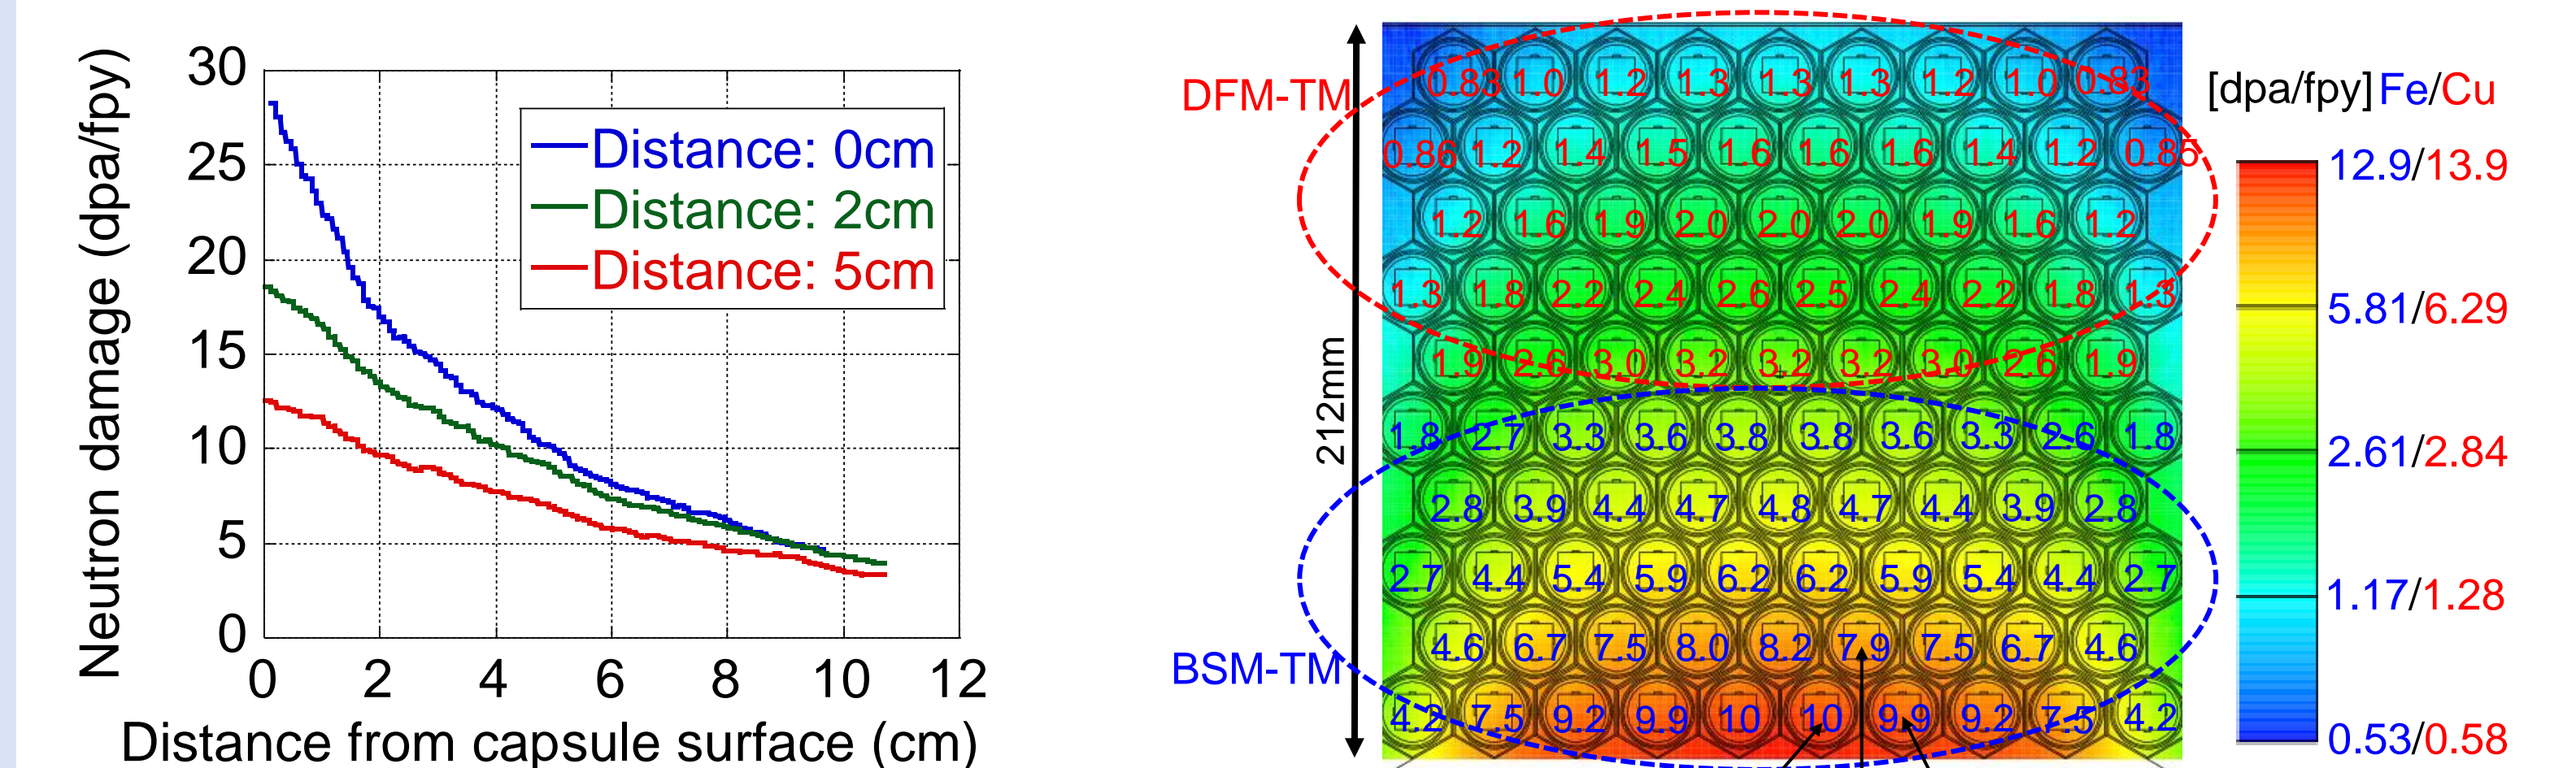 Neutron damage (dpa/fpy)
30
25
20
15
10
5
0
0 2 4 6 8 10 12
Distance from capsule surface (cm)
Distance: 0cm
Distance: 2cm
Distance: 5cm
DFM-TM
212mm
BSM-TM
0.83 1.0 1.2 1.3 1.3 1.3 1.2 1.0 0.83
0.86 1.2 1.4 1.5 1.6 1.6 1.6 1.4 1.2 0.85
1.2 1.6 1.9 2.0 2.0 2.0 1.9 1.6 1.2
1.3 1.8 2.2 2.4 2.6 2.5 2.4 2.2 1.8 1.3
1.9 2.6 3.0 3.2 3.2 3.2 3.0 2.6 1.9
1.8 2.7 3.3 3.6 3.8 3.8 3.6 3.3 2.6 1.8
2.8 3.9 4.4 4.7 4.8 4.7 4.4 3.9 2.8
2.7 4.4 5.4 5.9 6.2 6.2 5.9 5.4 4.4 2.7
4.6 6.7 7.5 8.0 8.2 7.9 7.5 6.7 4.6
4.2 7.5 9.2 9.9 10 10 9.9 9.2 7.5 4.2
[dpa/fpy] Fe/Cu
12.9/13.9
5.81/6.29
2.61/2.84
1.17/1.28
0.53/0.58